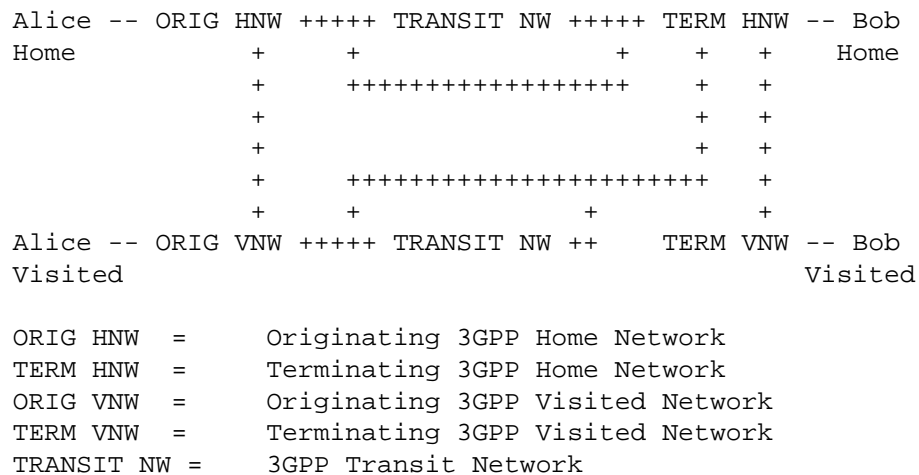 Alice -- ORIG HNW +++++ TRANSIT NW +++++ TERM HNW -- Bob
Home            +     +                +    +   +    Home
                +     ++++++++++++++++++    +   +
                +                           +   +
                +                           +   +
                +     +++++++++++++++++++++++   +
                +     +              +          +
Alice -- ORIG VNW +++++ TRANSIT NW ++    TERM VNW -- Bob
Visited                                           Visited
ORIG HNW  =     Originating 3GPP Home Network
TERM HNW  =     Terminating 3GPP Home Network
ORIG VNW  =     Originating 3GPP Visited Network
TERM VNW  =     Terminating 3GPP Visited Network
TRANSIT NW =    3GPP Transit Network